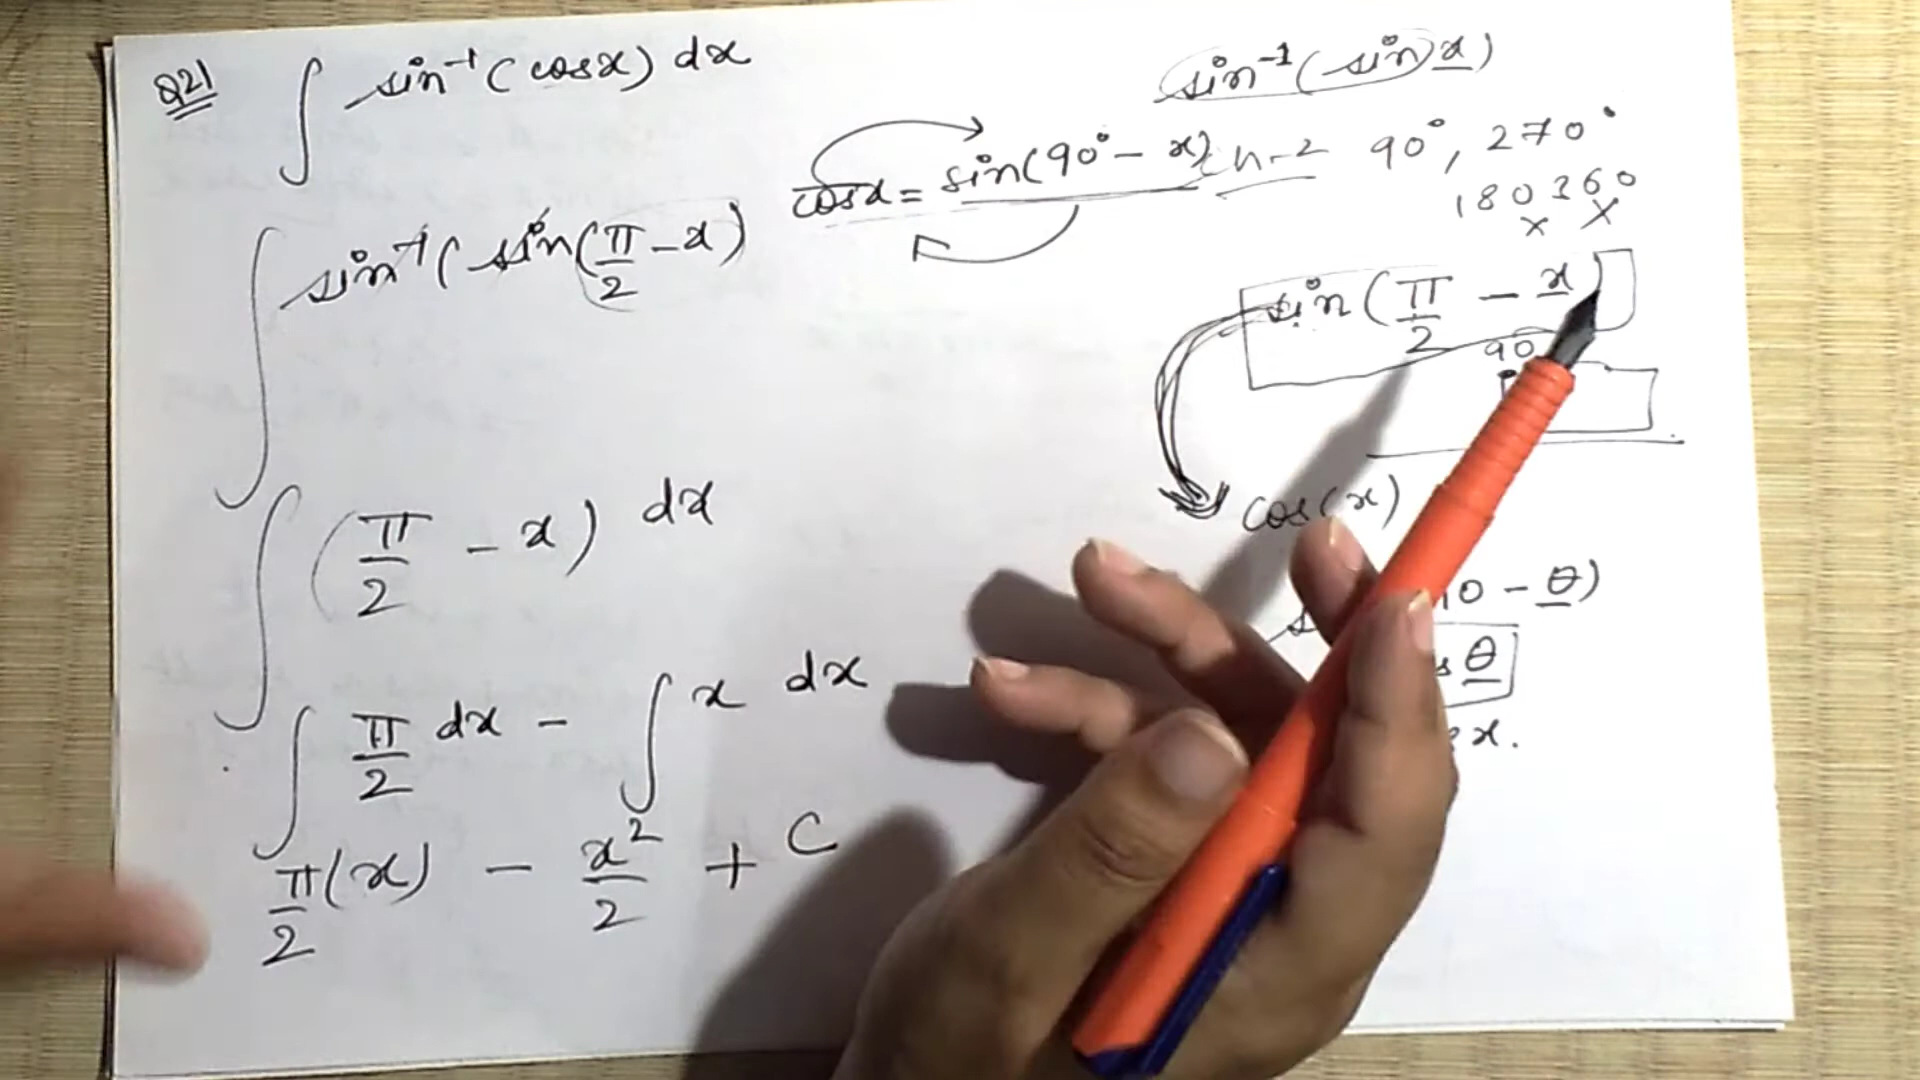 Q21 ∫ sin⁻¹(cosx) dx
∫ sin⁻¹( sin(π/2 - x)
∫ (π/2 - x) dx
∫ π/2 dx - ∫ x dx
π/2 (x) - x²/2 + C
sin⁻¹(sin)x)
cosx = sin(90° - x) 90°, 270°
180 360
× ×
sin(π/2 - x)
90
cos(x)
- θ)
θ
x.